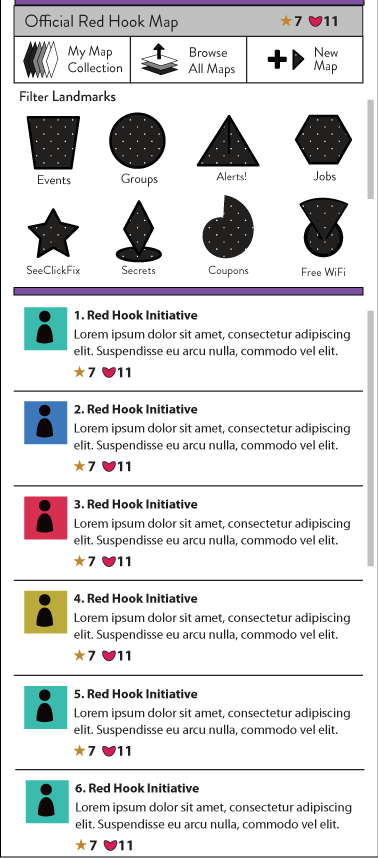 Official Red Hook Map 7 11
My Map
Collection
Browse
All Maps
New
Map
Filter Landmarks
Events Groups Alerts! Jobs
SeeClickFix Secrets Coupons Free WiFi
1. Red Hook Initiative
Lorem ipsum dolor sit amet, consectetur adipiscing
elit. Suspendisse eu arcu nulla, commodo vel elit.
7 11
2. Red Hook Initiative
Lorem ipsum dolor sit amet, consectetur adipiscing
elit. Suspendisse eu arcu nulla, commodo vel elit.
7 11
3. Red Hook Initiative
Lorem ipsum dolor sit amet, consectetur adipiscing
elit. Suspendisse eu arcu nulla, commodo vel elit.
7 11
4. Red Hook Initiative
Lorem ipsum dolor sit amet, consectetur adipiscing
elit. Suspendisse eu arcu nulla, commodo vel elit.
7 11
5. Red Hook Initiative
Lorem ipsum dolor sit amet, consectetur adipiscing
elit. Suspendisse eu arcu nulla, commodo vel elit.
7 11
6. Red Hook Initiative
Lorem ipsum dolor sit amet, consectetur adipiscing
elit. Suspendisse eu arcu nulla, commodo vel elit.
7 11